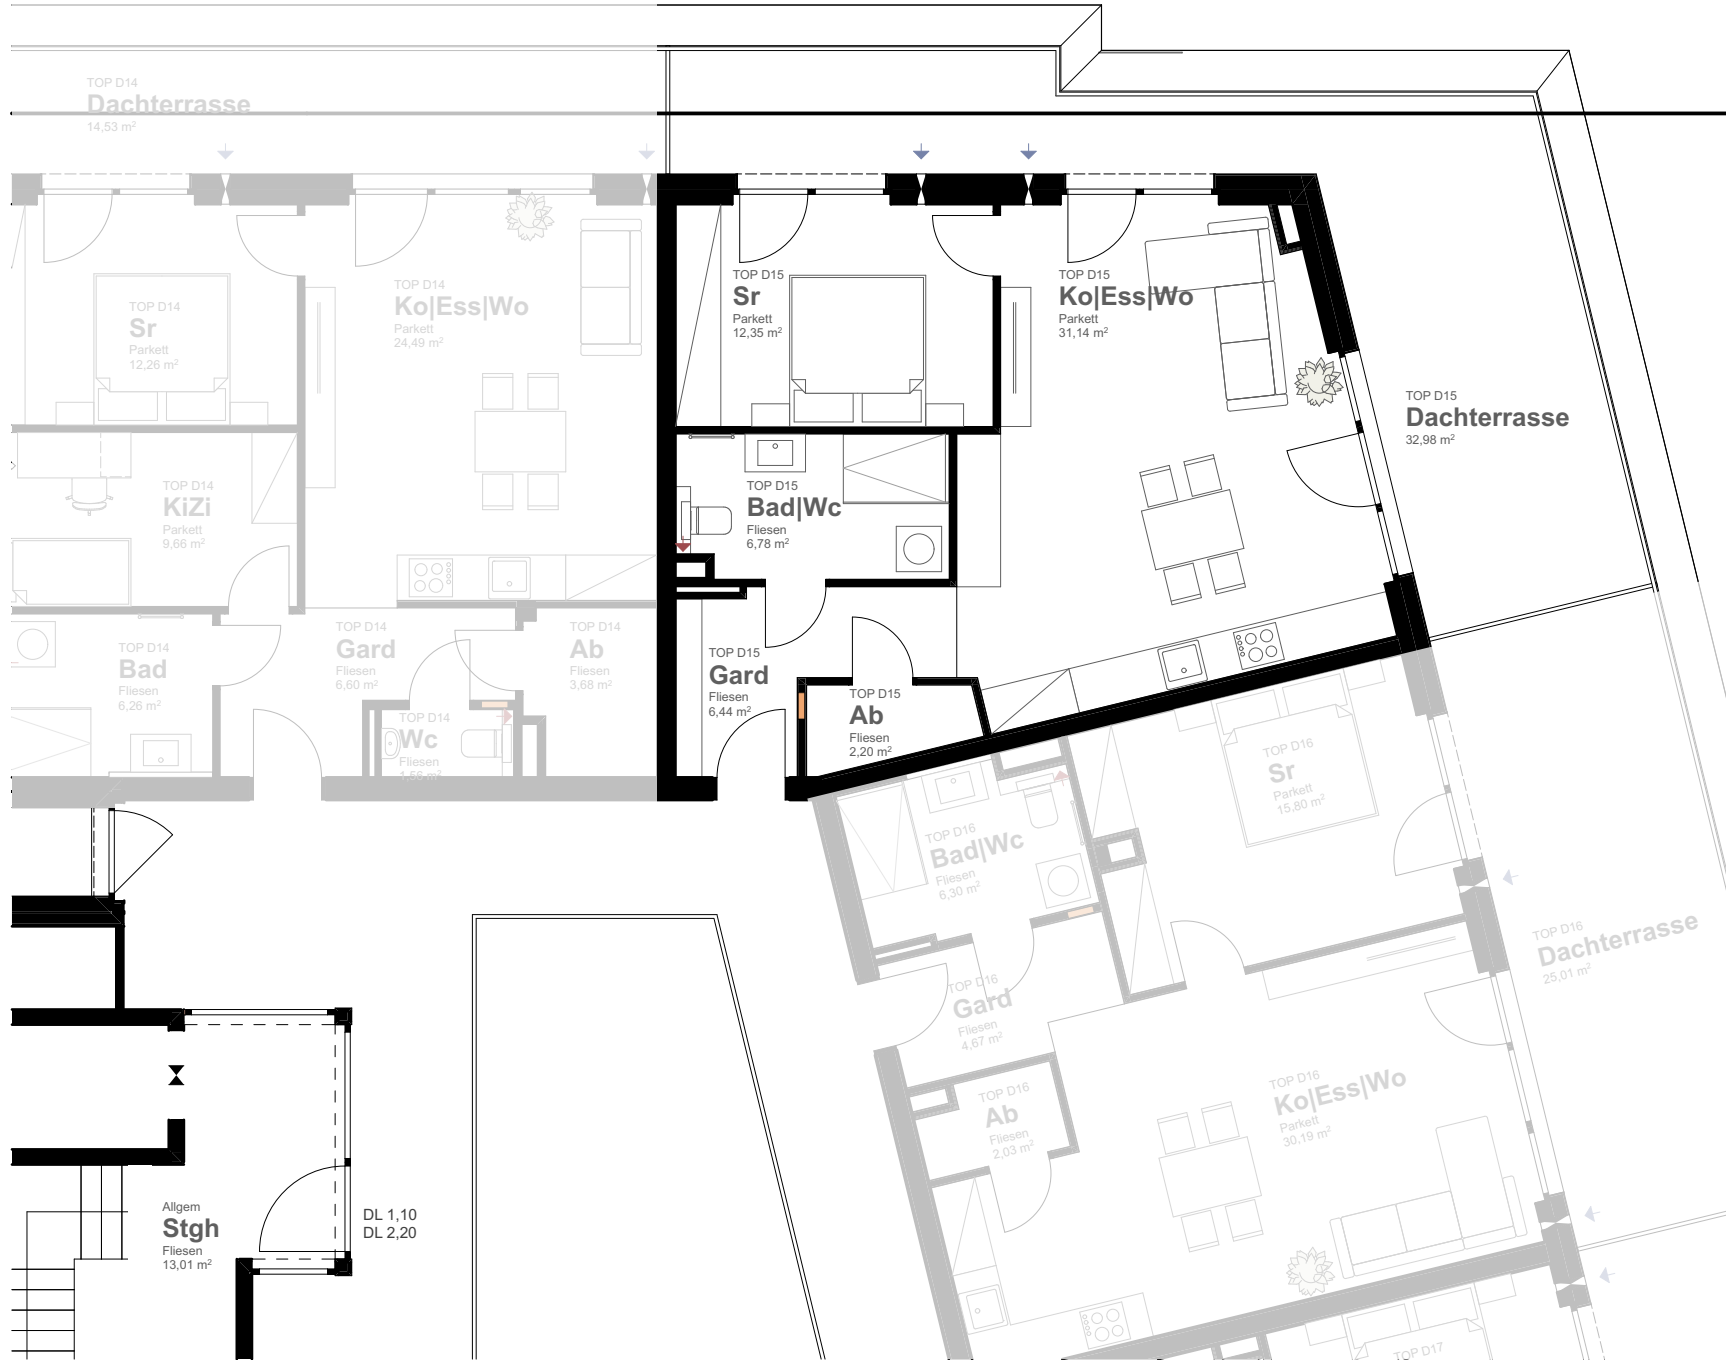 TOP D14
Dachterrasse
14,53 m²
TOP D14
Sr
Parkett
12,26 m²
TOP D14
Ko|Ess|Wo
Parkett
24,49 m²
TOP D15
Sr
Parkett
12,35 m²
TOP D15
Ko|Ess|Wo
Parkett
31,14 m²
TOP D15
Dachterrasse
32,98 m²
TOP D14
KiZi
Parkett
9,66 m²
TOP D15
Bad|Wc
Fliesen
6,78 m²
TOP D14
Bad
Fliesen
6,26 m²
TOP D14
Gard
Fliesen
6,60 m²
TOP D14
Ab
Fliesen
3,68 m²
TOP D14
Wc
Fliesen
1,56 m²
TOP D15
Gard
Fliesen
6,44 m²
TOP D15
Ab
Fliesen
2,20 m²
TOP D16
Sr
Parkett
15,80 m²
TOP D16
Bad|Wc
Fliesen
6,30 m²
TOP D16
Dachterrasse
25,01 m²
TOP D16
Gard
Fliesen
4,67 m²
TOP D16
Ab
Fliesen
2,03 m²
TOP D16
Ko|Ess|Wo
Parkett
30,19 m²
Allgem
Stgh
Fliesen
13,01 m²
DL 1,10
DL 2,20
TOP D17